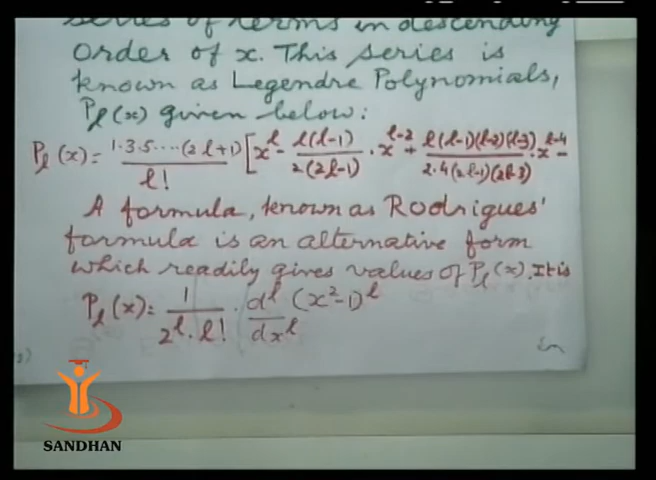 series of terms in descending
Order of x. This series is
known as Legendre Polynomials,
Pℓ(x) given below:
Pℓ(x) = 1·3·5····(2ℓ+1)/ℓ! [x^ℓ - ℓ(ℓ-1)/2(2ℓ-1) · x^ℓ-2 + ℓ(ℓ-1)(ℓ-2)(ℓ-3)/2·4(2ℓ-1)(2ℓ-3) · x^ℓ-4 -
A formula, known as Rodrigues'
formula is an alternative form
which readily gives values of Pℓ(x). It is
Pℓ(x) = 1/2^ℓ·ℓ! · d^ℓ/dx^ℓ (x²-1)^ℓ
SANDHAN